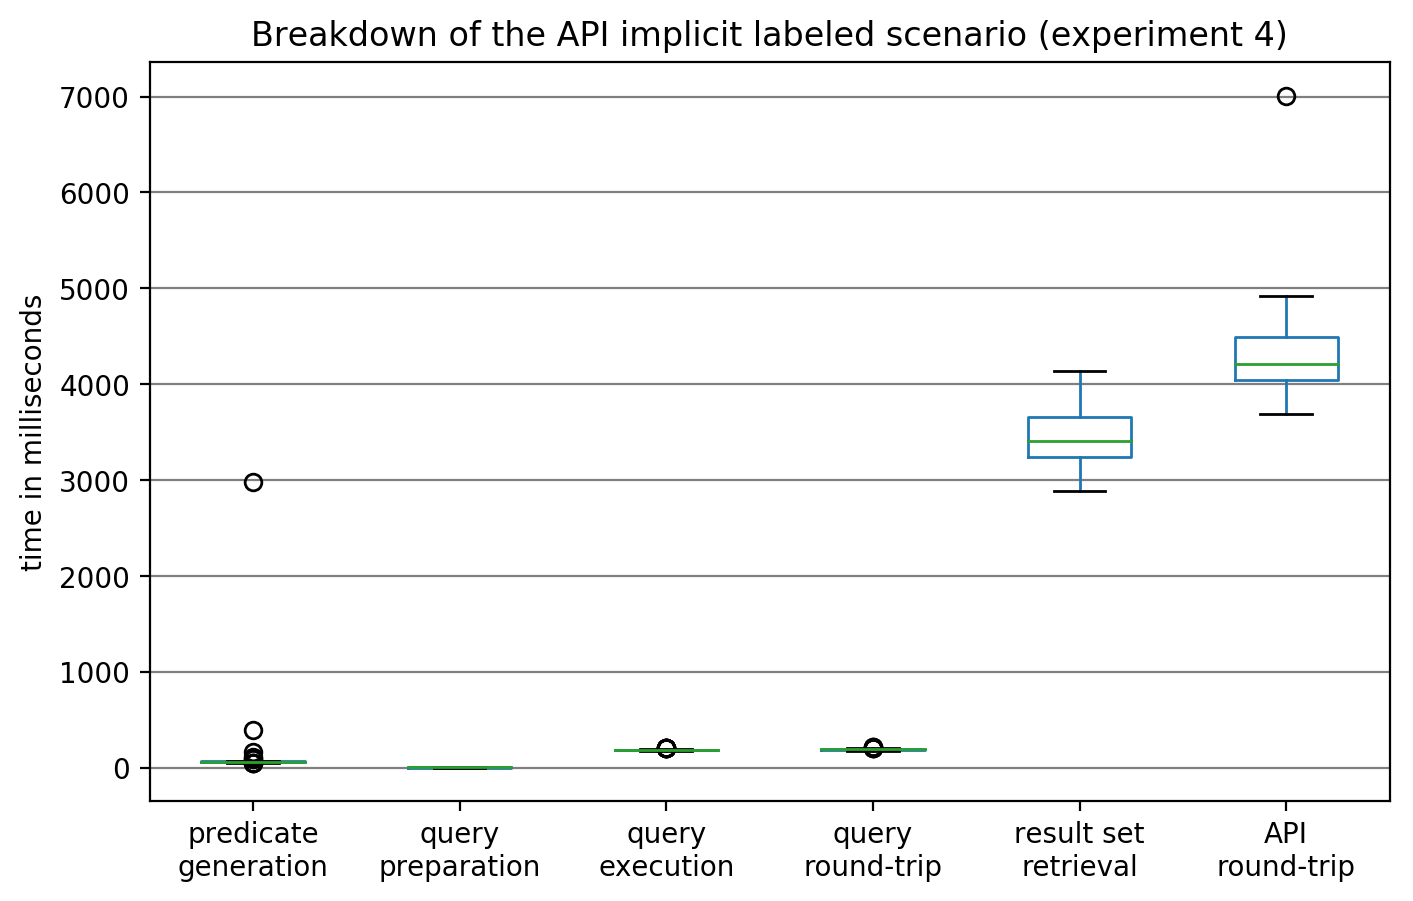 Breakdown of the API implicit labeled scenario (experiment 4)
time in milliseconds
7000
6000
5000
4000
3000
2000
1000
0
predicate
generation
query
preparation
query
execution
query
round-trip
result set
retrieval
API
round-trip